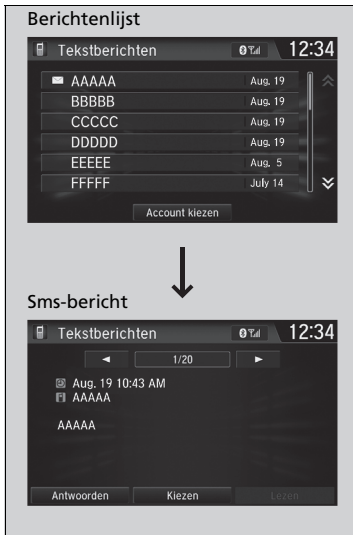 Berichtenlijst
Tekstberichten 12:34
AAAAA Aug. 19
BBBBB Aug. 19
CCCCC Aug. 19
DDDDD Aug. 19
EEEEE Aug. 5
FFFFF July 14
Account kiezen
Sms-bericht
Tekstberichten 12:34
1/20
Aug. 19 10:43 AM
AAAAA
AAAAA
Antwoorden Kiezen Lezen